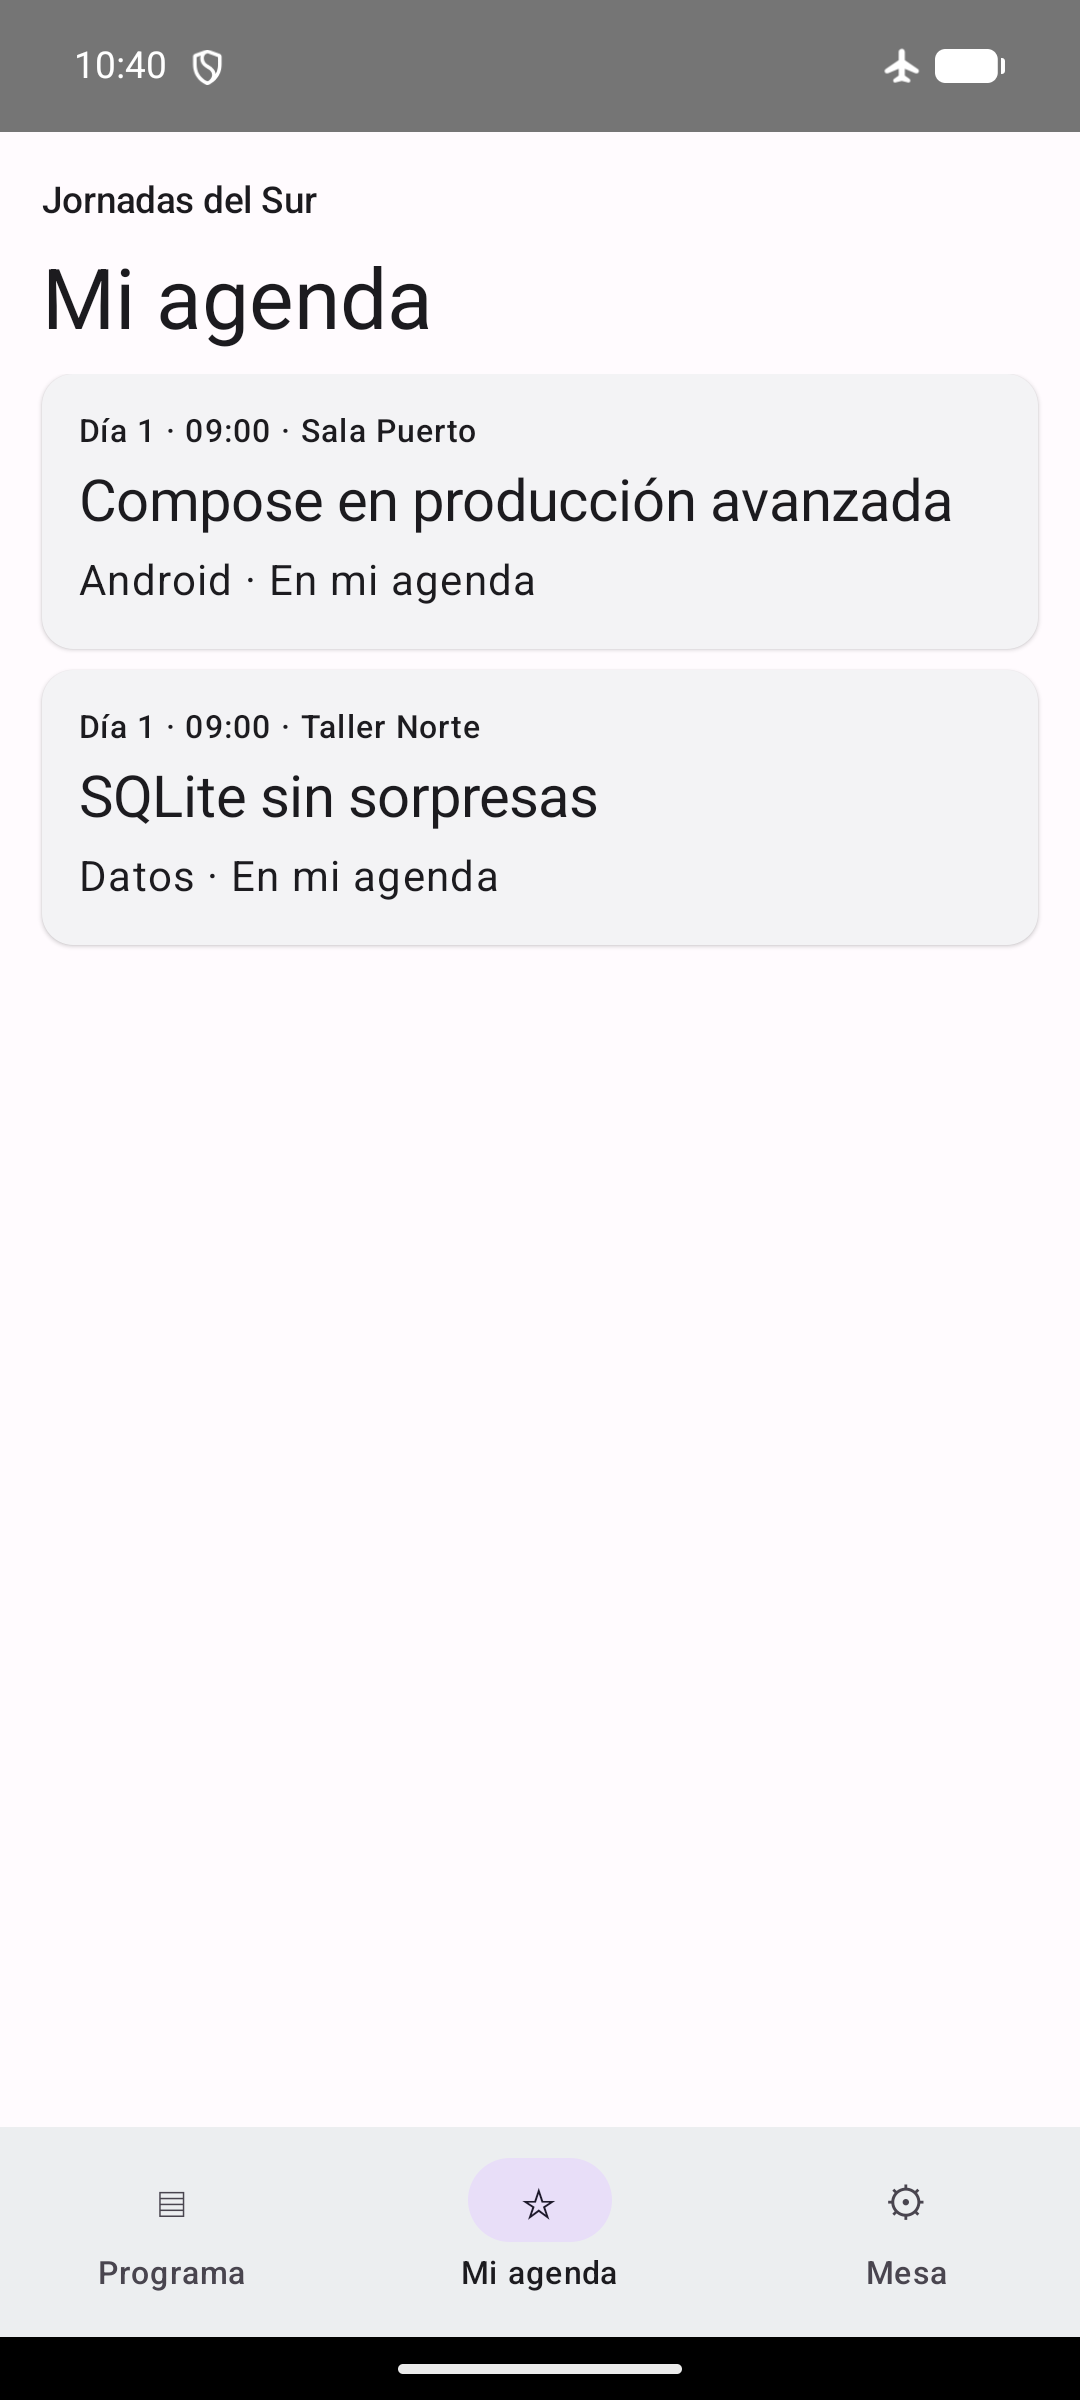 10:40
Jornadas del Sur
Mi agenda
Día 1 · 09:00 · Sala Puerto
Compose en producción avanzada
Android · En mi agenda
Día 1 · 09:00 · Taller Norte
SQLite sin sorpresas
Datos · En mi agenda
Programa
Mi agenda
Mesa